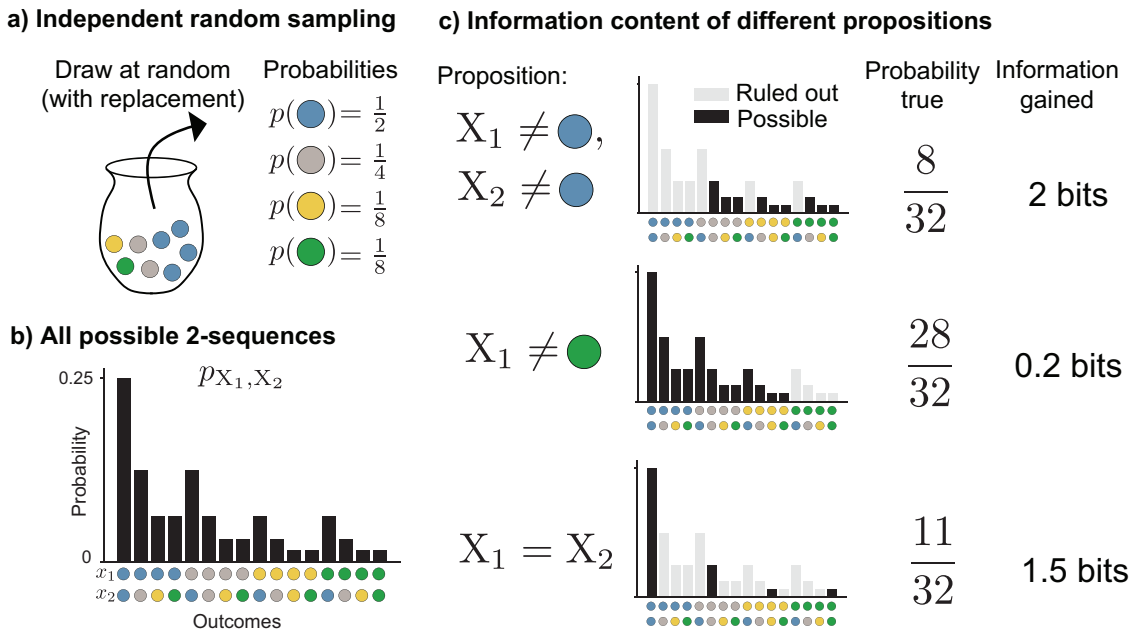 a) Independent random sampling
Draw at random
(with replacement)
Probabilities
p( ) = 1/2
p( ) = 1/4
p( ) = 1/8
p( ) = 1/8
b) All possible 2-sequences
p X₁,X₂
0.25
Probability
0
x₁
x₂
Outcomes
c) Information content of different propositions
Proposition:
Ruled out
Possible
Probability
true
Information
gained
X₁ ≠ ,
X₂ ≠
8/32
2 bits
X₁ ≠
28/32
0.2 bits
X₁ = X₂
11/32
1.5 bits